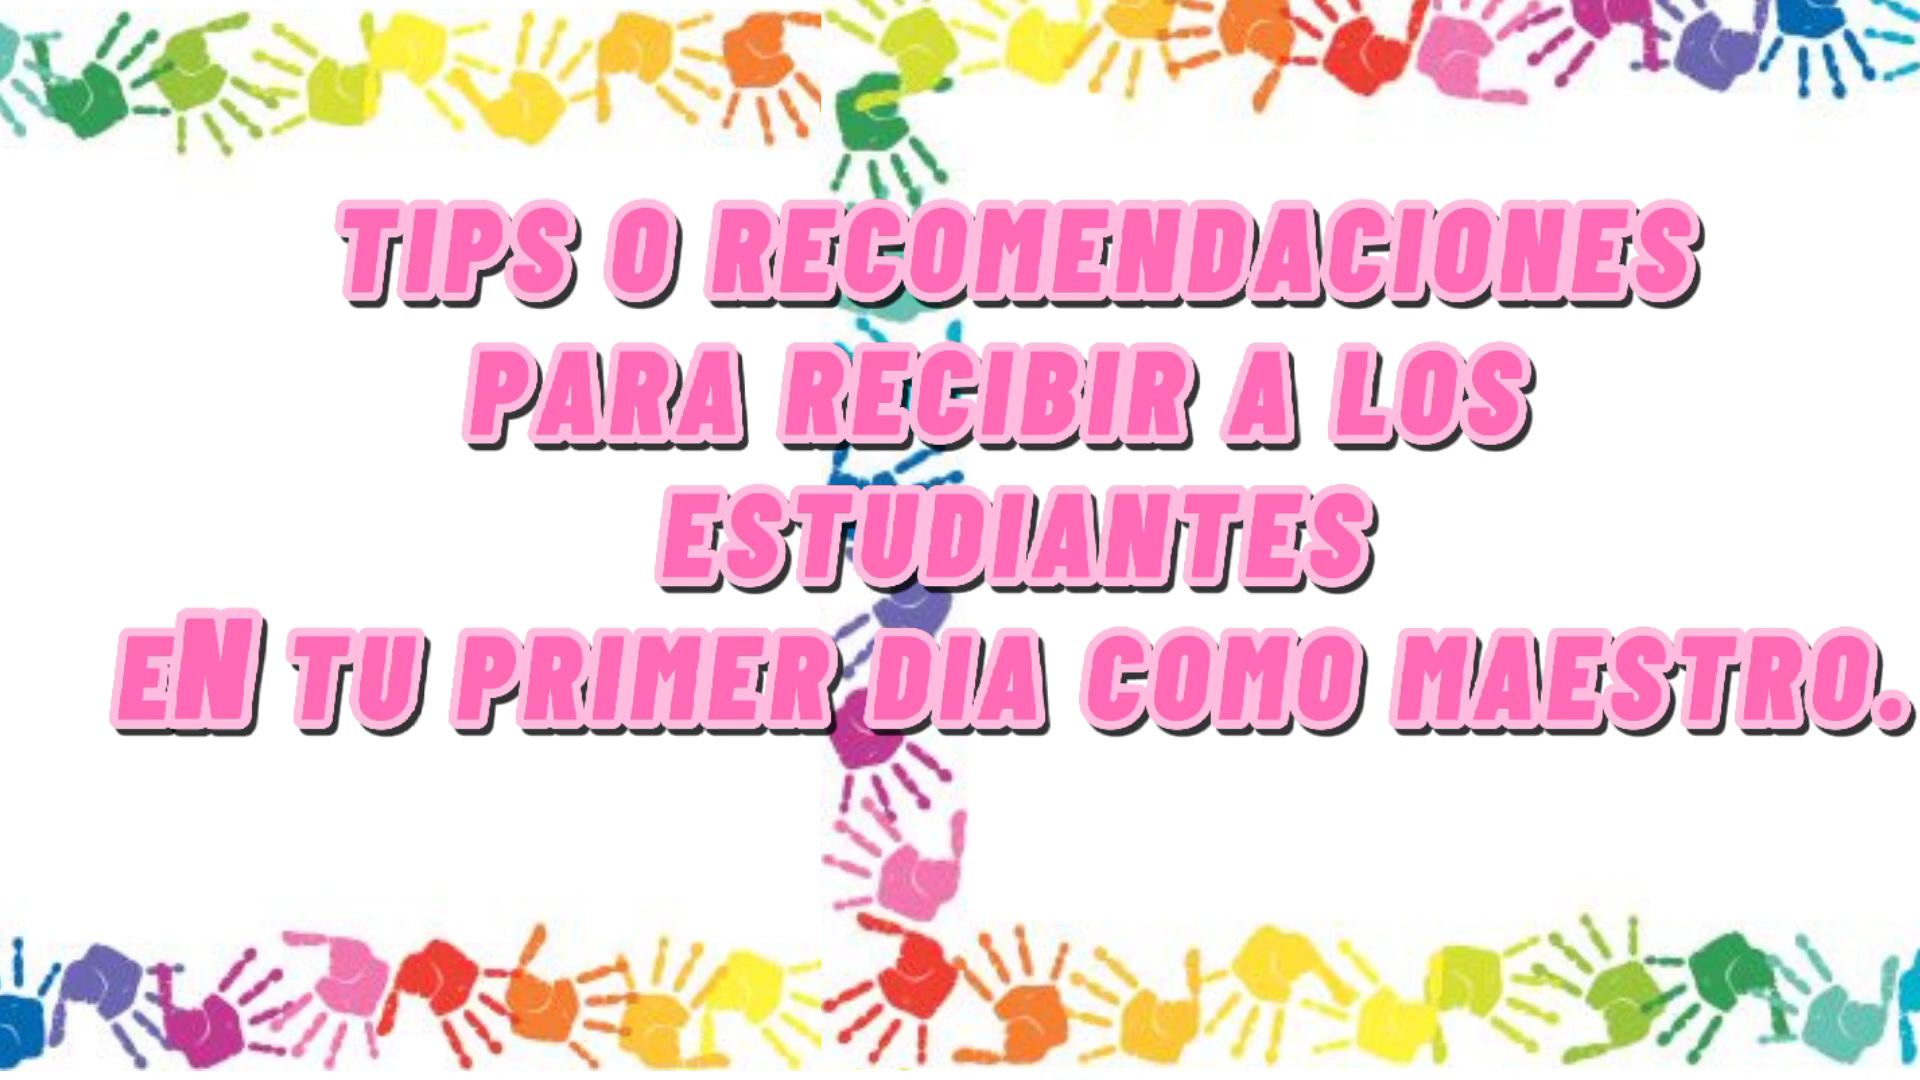 TIPS O RECOMENDACIONES
PARA RECIBIR A LOS
ESTUDIANTES
EN TU PRIMER DIA COMO MAESTRO.